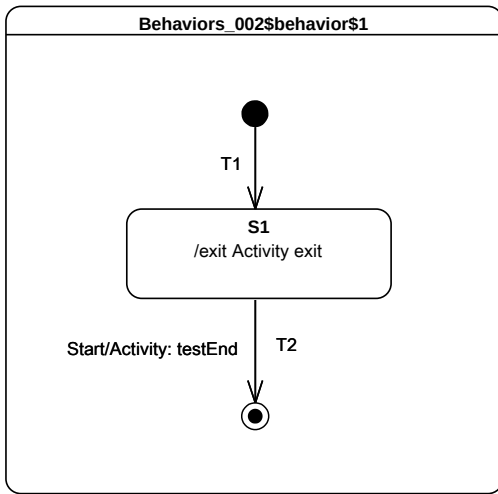 Behaviors_002$behavior$1
T1
S1
/exit Activity exit
Start/Activity: testEnd
T2